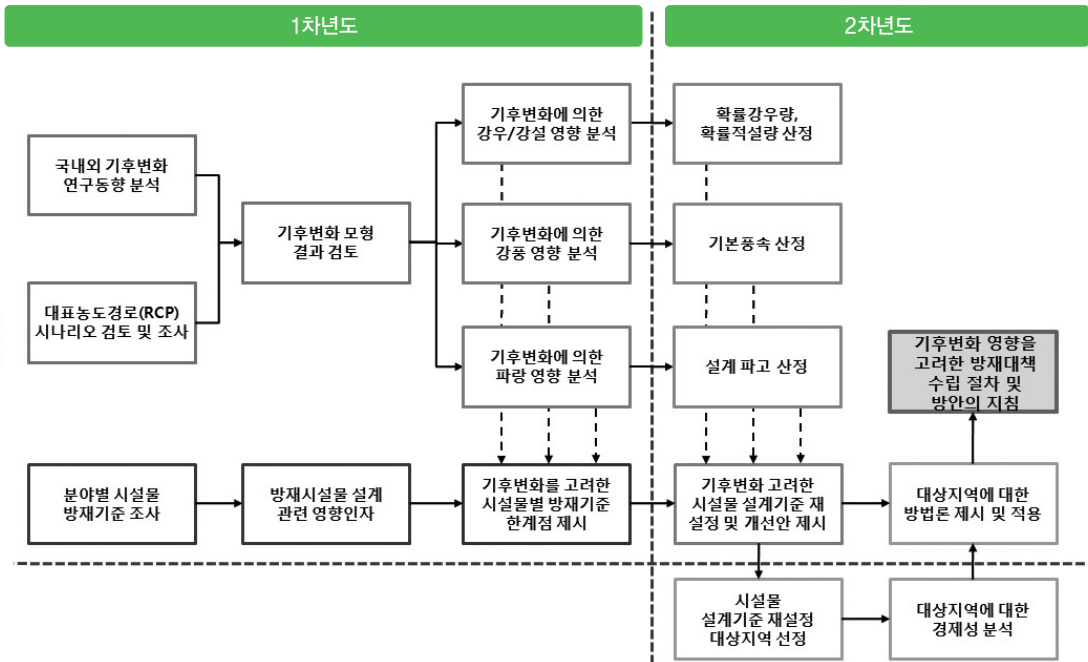 1차년도
2차년도
국내외 기후변화
연구동향 분석
대표농도경로(RCP)
시나리오 검토 및 조사
기후변화 모형
결과 검토
기후변화에 의한
강우/강설 영향 분석
기후변화에 의한
강풍 영향 분석
기후변화에 의한
파랑 영향 분석
확률강우량,
확률적설량 산정
기본풍속 산정
설계 파고 산정
기후변화 영향을
고려한 방재대책
수립 절차 및
방안의 지침
분야별 시설물
방재기준 조사
방재시설물 설계
관련 영향인자
기후변화를 고려한
시설물별 방재기준
한계점 제시
기후변화 고려한
시설물 설계기준 재
설정 및 개선안 제시
대상지역에 대한
방법론 제시 및 적용
시설물
설계기준 재설정
대상지역 선정
대상지역에 대한
경제성 분석